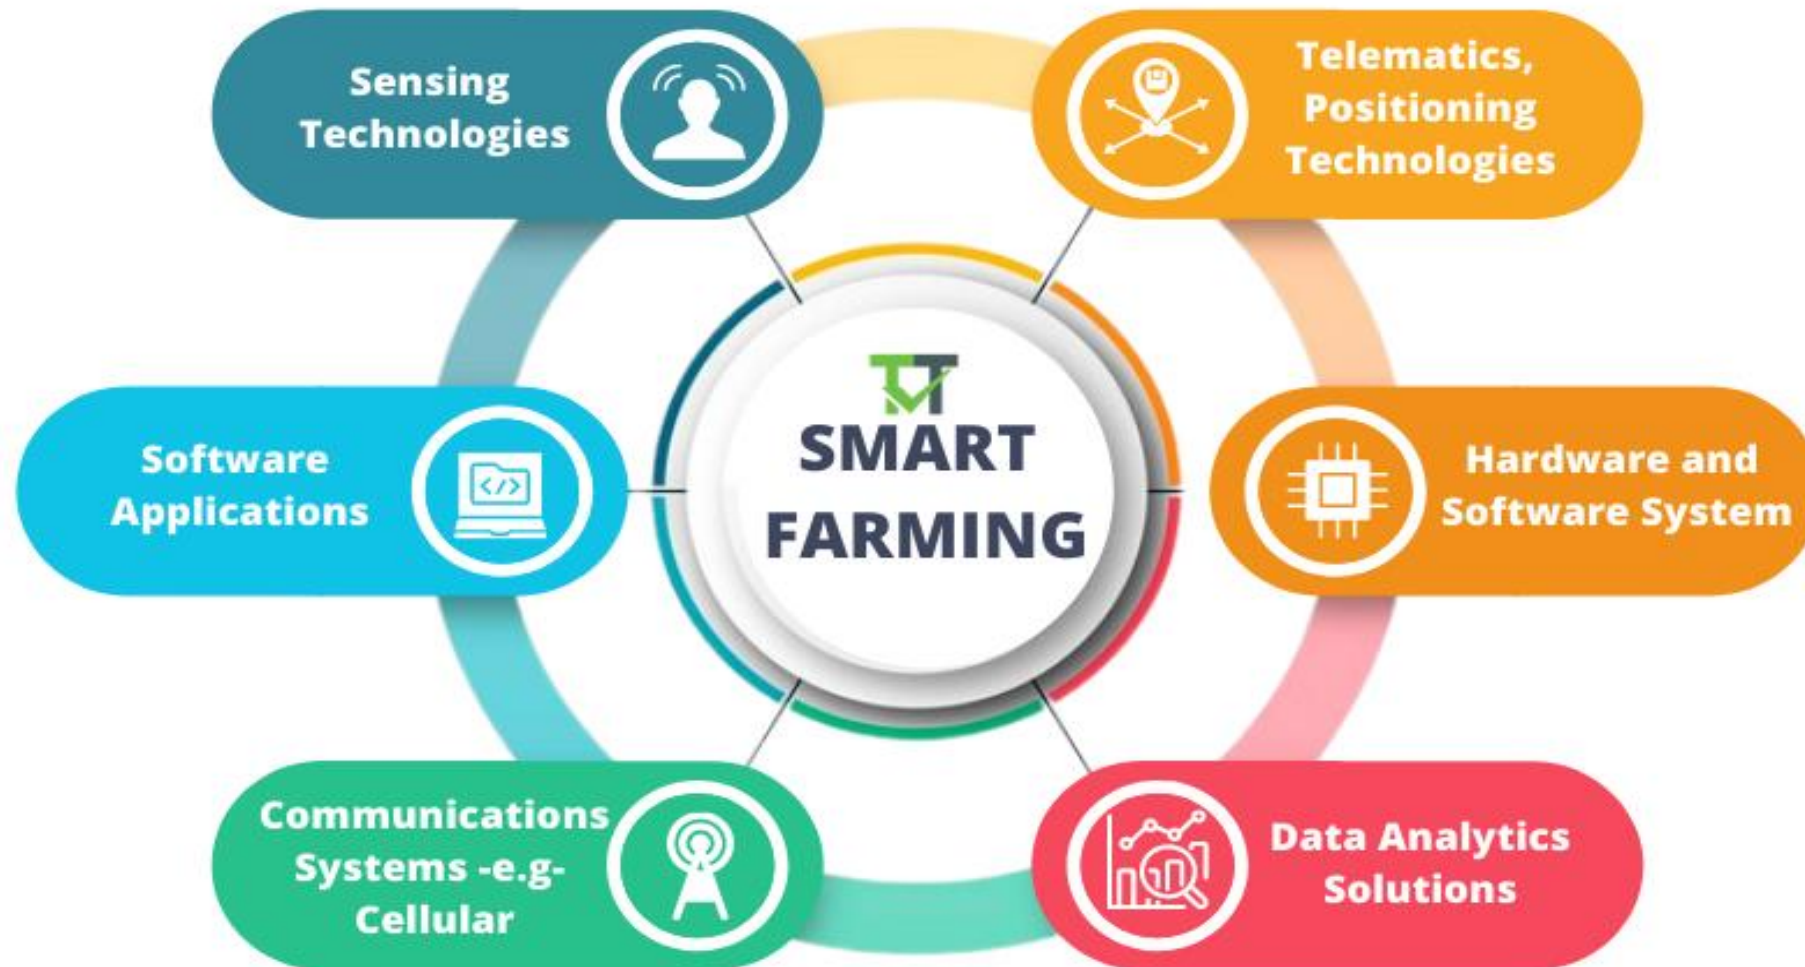 Sensing
Technologies
Telematics,
Positioning
Technologies
Software
Applications
TT
SMART
FARMING
Hardware and
Software System
Communications
Systems -e.g-
Cellular
Data Analytics
Solutions